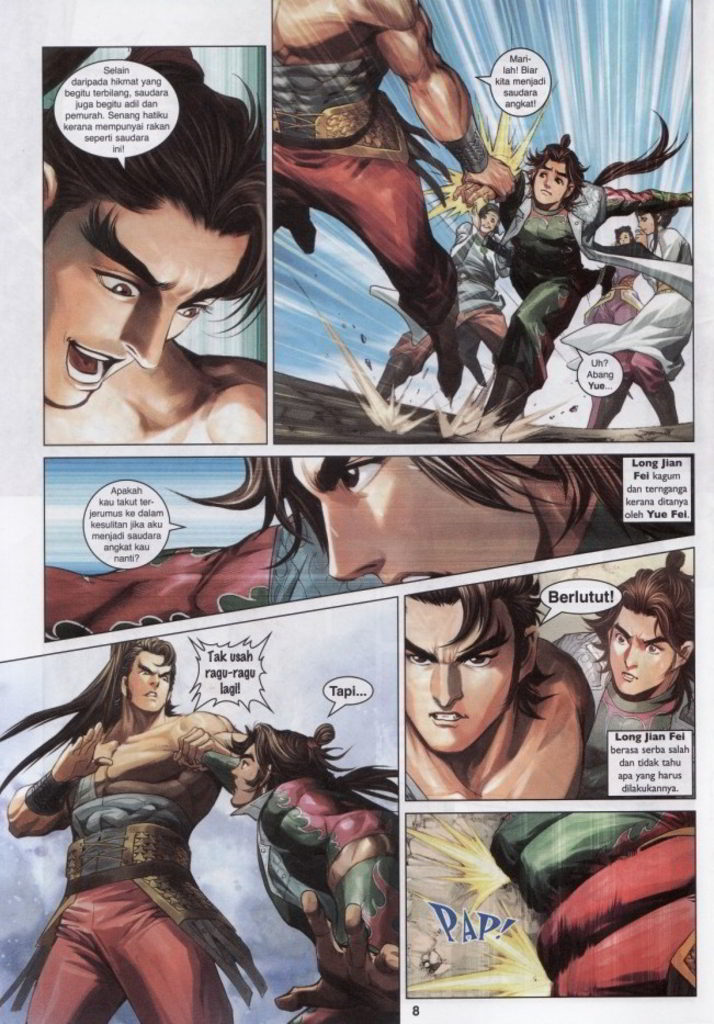 Selain
daripada hikmat yang
begitu terbilang, saudara
juga begitu adil dan
pemurah. Senang hatiku
kerana mempunyai rakan
seperti saudara
ini!
Mari-
lah! Biar
kita menjadi
saudara
angkat!
Uh?
Abang
Yue...
Apakah
kau takut ter-
jerumus ke dalam
kesulitan jika aku
menjadi saudara
angkat kau
nanti?
Long Jian
Fei kagum
dan ternganga
kerana ditanya
oleh Yue Fei.
Tak usah
ragu-ragu
lagi!
Tapi...
Berlutut!
Long Jian Fei
berasa serba salah
dan tidak tahu
apa yang harus
dilakukannya.
PAP!
8